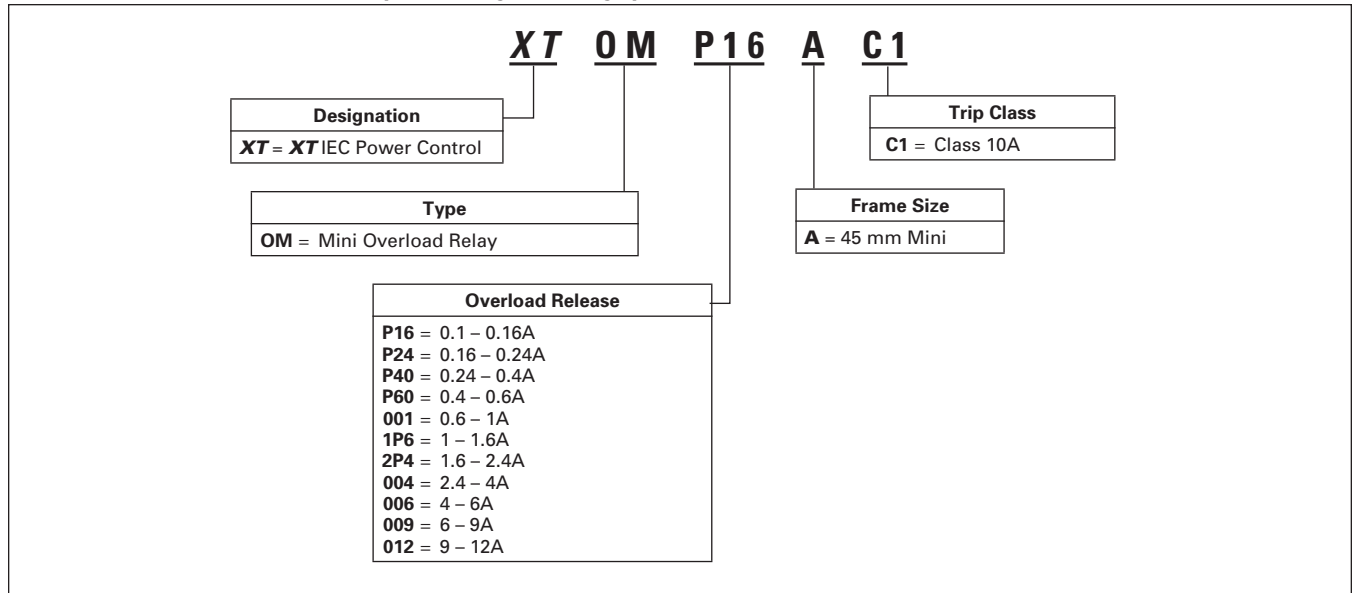 XT OM P16 A C1
Designation
XT = XT IEC Power Control
Trip Class
C1 = Class 10A
Type
OM = Mini Overload Relay
Frame Size
A = 45 mm Mini
Overload Release
P16 = 0.1 – 0.16A
P24 = 0.16 – 0.24A
P40 = 0.24 – 0.4A
P60 = 0.4 – 0.6A
001 = 0.6 – 1A
1P6 = 1 – 1.6A
2P4 = 1.6 – 2.4A
004 = 2.4 – 4A
006 = 4 – 6A
009 = 6 – 9A
012 = 9 – 12A